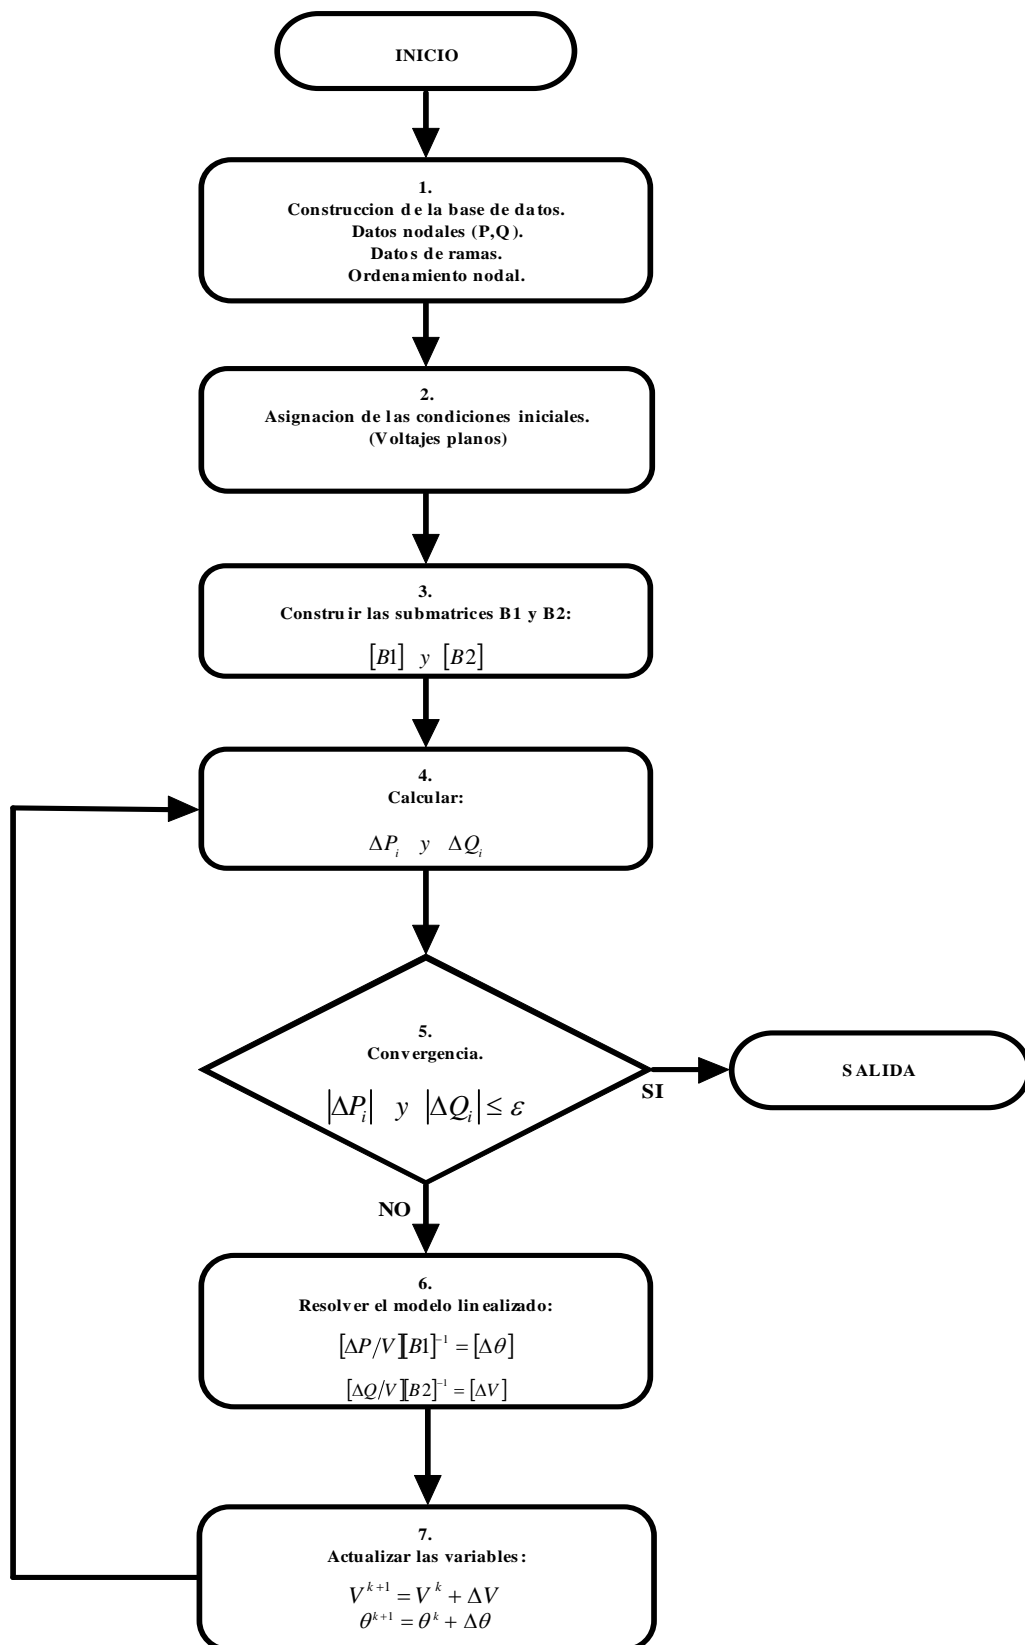 INICIO
1.
Construccion de la base de datos.
Datos nodales (P,Q).
Datos de ramas.
Ordenamiento nodal.
2.
Asignacion de las condiciones iniciales.
(Voltajes planos)
3.
Construir las submatrices B1 y B2:
[B1] y [B2]
4.
Calcular:
ΔP_i y ΔQ_i
5.
Convergencia.
|ΔP_i| y |ΔQ_i| ≤ ε
SI
SALIDA
NO
6.
Resolver el modelo linealizado:
[ΔP/V][B1]^{-1} = [Δθ]
[ΔQ/V][B2]^{-1} = [ΔV]
7.
Actualizar las variables:
V^{k+1} = V^k + ΔV
θ^{k+1} = θ^k + Δθ